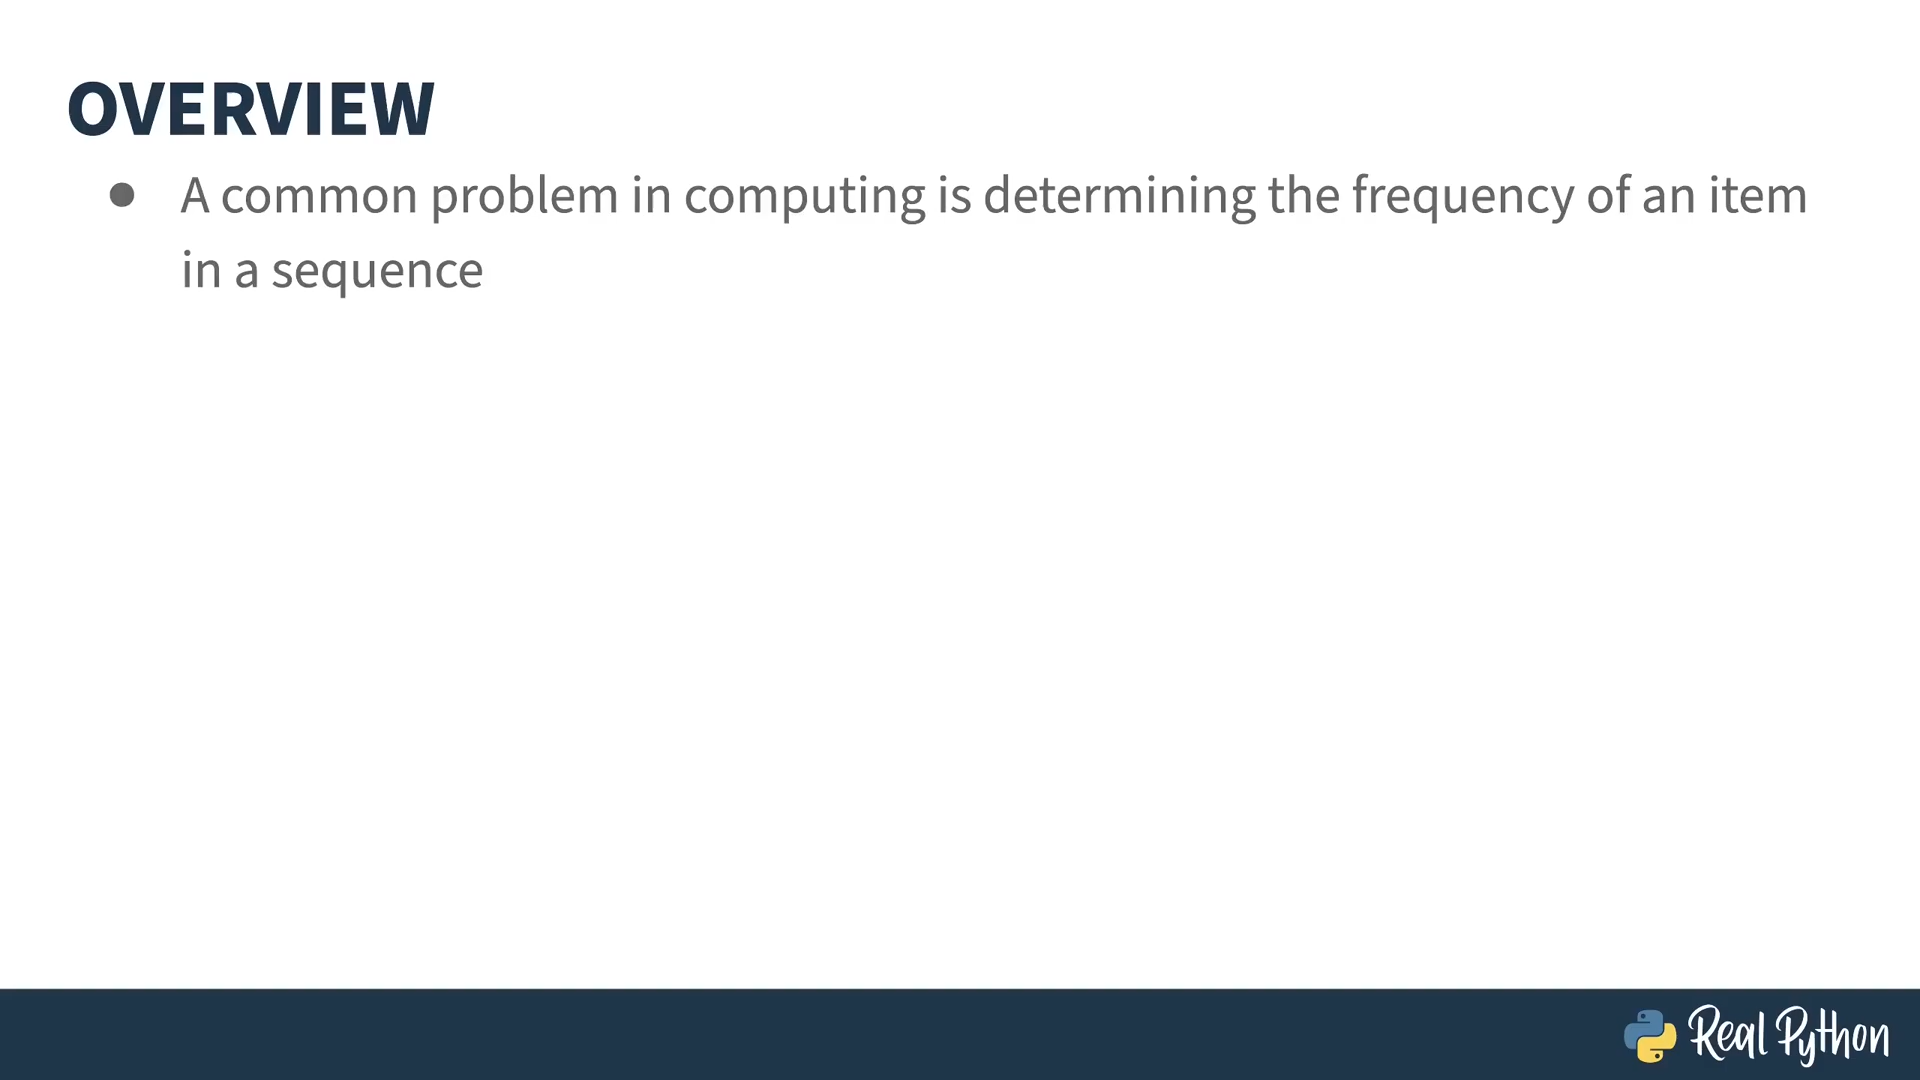 OVERVIEW
● A common problem in computing is determining the frequency of an item
in a sequence
Real Python